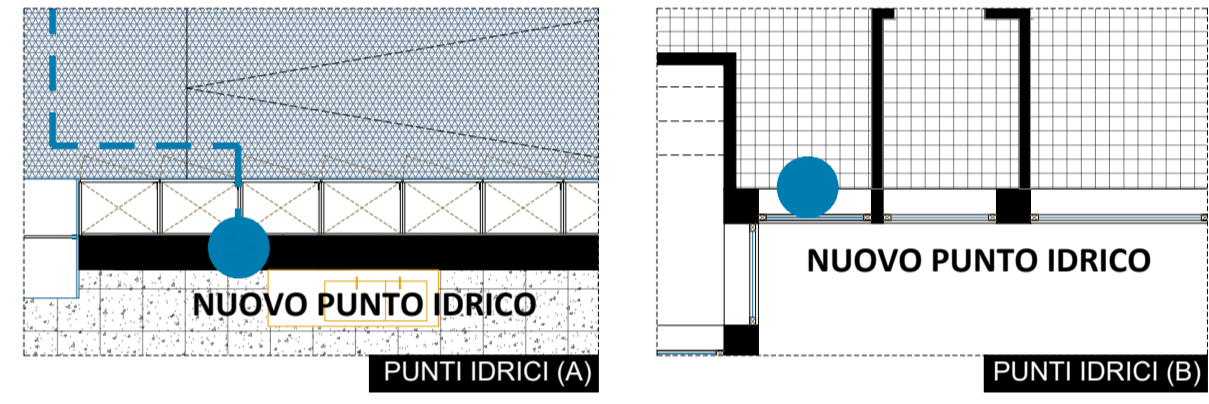 NUOVO PUNTO IDRICO
PUNTI IDRICI (A)
NUOVO PUNTO IDRICO
PUNTI IDRICI (B)